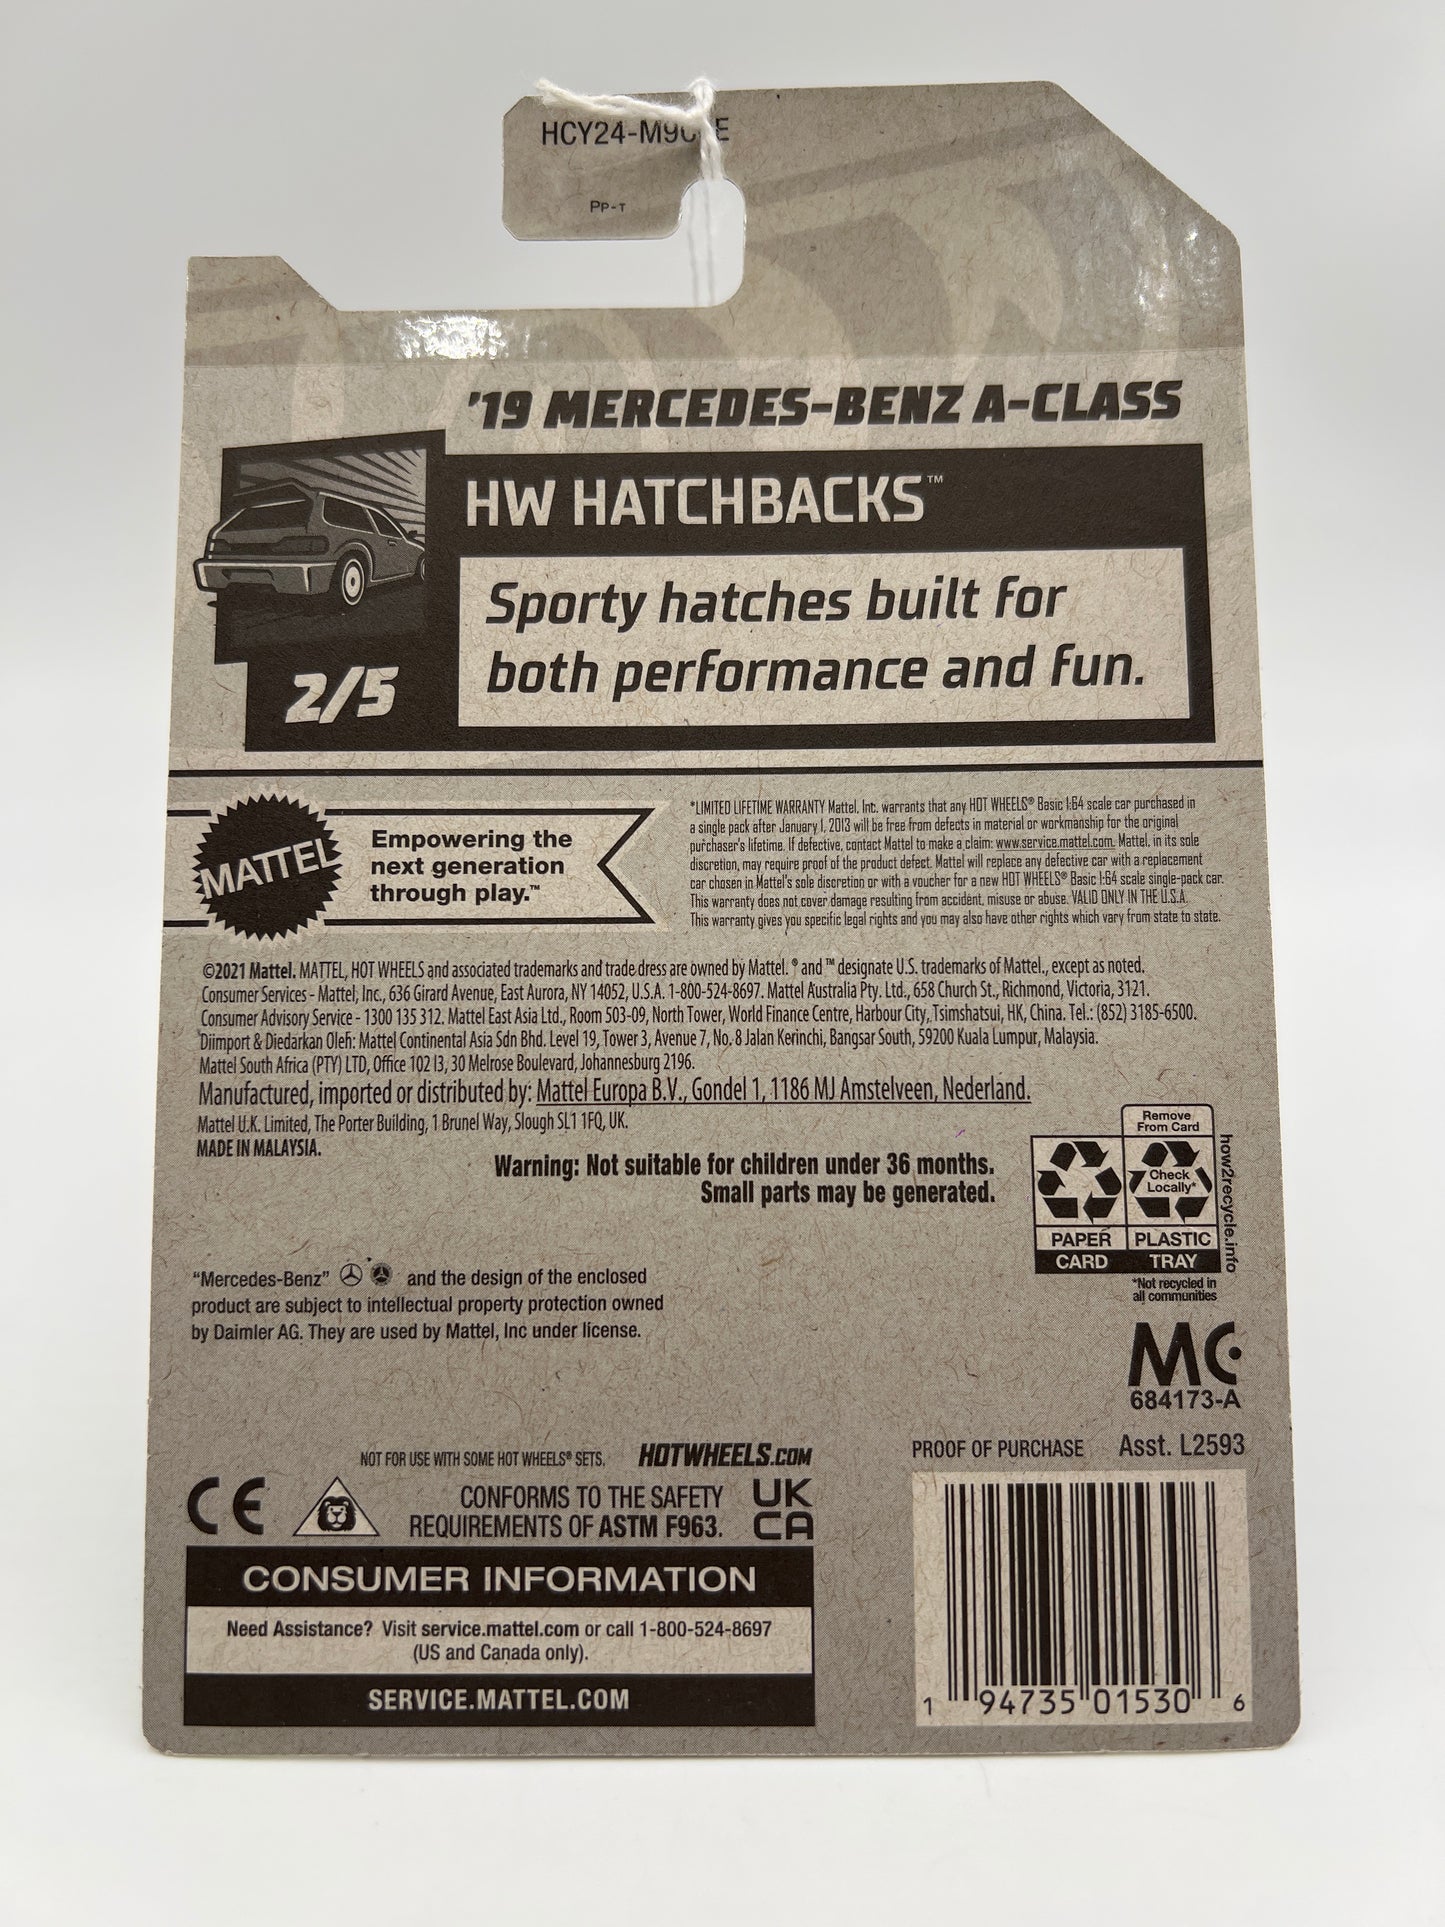 HCY24-M9
E
PP-T
'19 MERCEDES-BENZ A-CLASS
HW HATCHBACKS™
Sporty hatches built for
both performance and fun.
2/5
MATTEL
Empowering the
next generation
through play.™
*LIMITED LIFETIME WARRANTY Mattel, Inc. warrants that any HOT WHEELS® Basic 1:64 scale car purchased in
a single pack after January 1, 2013 will be free from defects in material or workmanship for the original
purchaser's lifetime. If defective, contact Mattel to make a claim: www.service.mattel.com. Mattel, in its sole
discretion, may require proof of the product defect. Mattel will replace any defective car with a replacement
car chosen in Mattel's sole discretion or with a voucher for a new HOT WHEELS® Basic 1:64 scale single-pack car.
This warranty does not cover damage resulting from accident, misuse or abuse. VALID ONLY IN THE U.S.A.
This warranty gives you specific legal rights and you may also have other rights which vary from state to state.
©2021 Mattel. MATTEL, HOT WHEELS and associated trademarks and trade dress are owned by Mattel. ® and ™ designate U.S. trademarks of Mattel., except as noted.
Consumer Services - Mattel, Inc., 636 Girard Avenue, East Aurora, NY 14052, U.S.A. 1-800-524-8697. Mattel Australia Pty. Ltd., 658 Church St., Richmond, Victoria, 3121.
Consumer Advisory Service - 1300 135 312. Mattel East Asia Ltd., Room 503-09, North Tower, World Finance Centre, Harbour City, Tsimshatsui, HK, China. Tel.: (852) 3185-6500.
Diimport & Diedarkan Oleh: Mattel Continental Asia Sdn Bhd. Level 19, Tower 3, Avenue 7, No. 8 Jalan Kerinchi, Bangsar South, 59200 Kuala Lumpur, Malaysia.
Mattel South Africa (PTY) LTD, Office 102 I3, 30 Melrose Boulevard, Johannesburg 2196.
Manufactured, imported or distributed by: Mattel Europa B.V., Gondel 1, 1186 MJ Amstelveen, Nederland.
Mattel U.K. Limited, The Porter Building, 1 Brunel Way, Slough SL1 1FQ, UK.
MADE IN MALAYSIA.
Warning: Not suitable for children under 36 months.
Small parts may be generated.
Remove
From Card
Check
Locally*
PAPER
PLASTIC
CARD
TRAY
how2recycle.info
*Not recycled in
all communities
"Mercedes-Benz" and the design of the enclosed
product are subject to intellectual property protection owned
by Daimler AG. They are used by Mattel, Inc under license.
MC
684173-A
NOT FOR USE WITH SOME HOT WHEELS® SETS.
HOTWHEELS.COM
PROOF OF PURCHASE
Asst. L2593
CE
CONFORMS TO THE SAFETY
REQUIREMENTS OF ASTM F963.
UK
CA
CONSUMER INFORMATION
Need Assistance? Visit service.mattel.com or call 1-800-524-8697
(US and Canada only).
SERVICE.MATTEL.COM
1 94735 01530 6